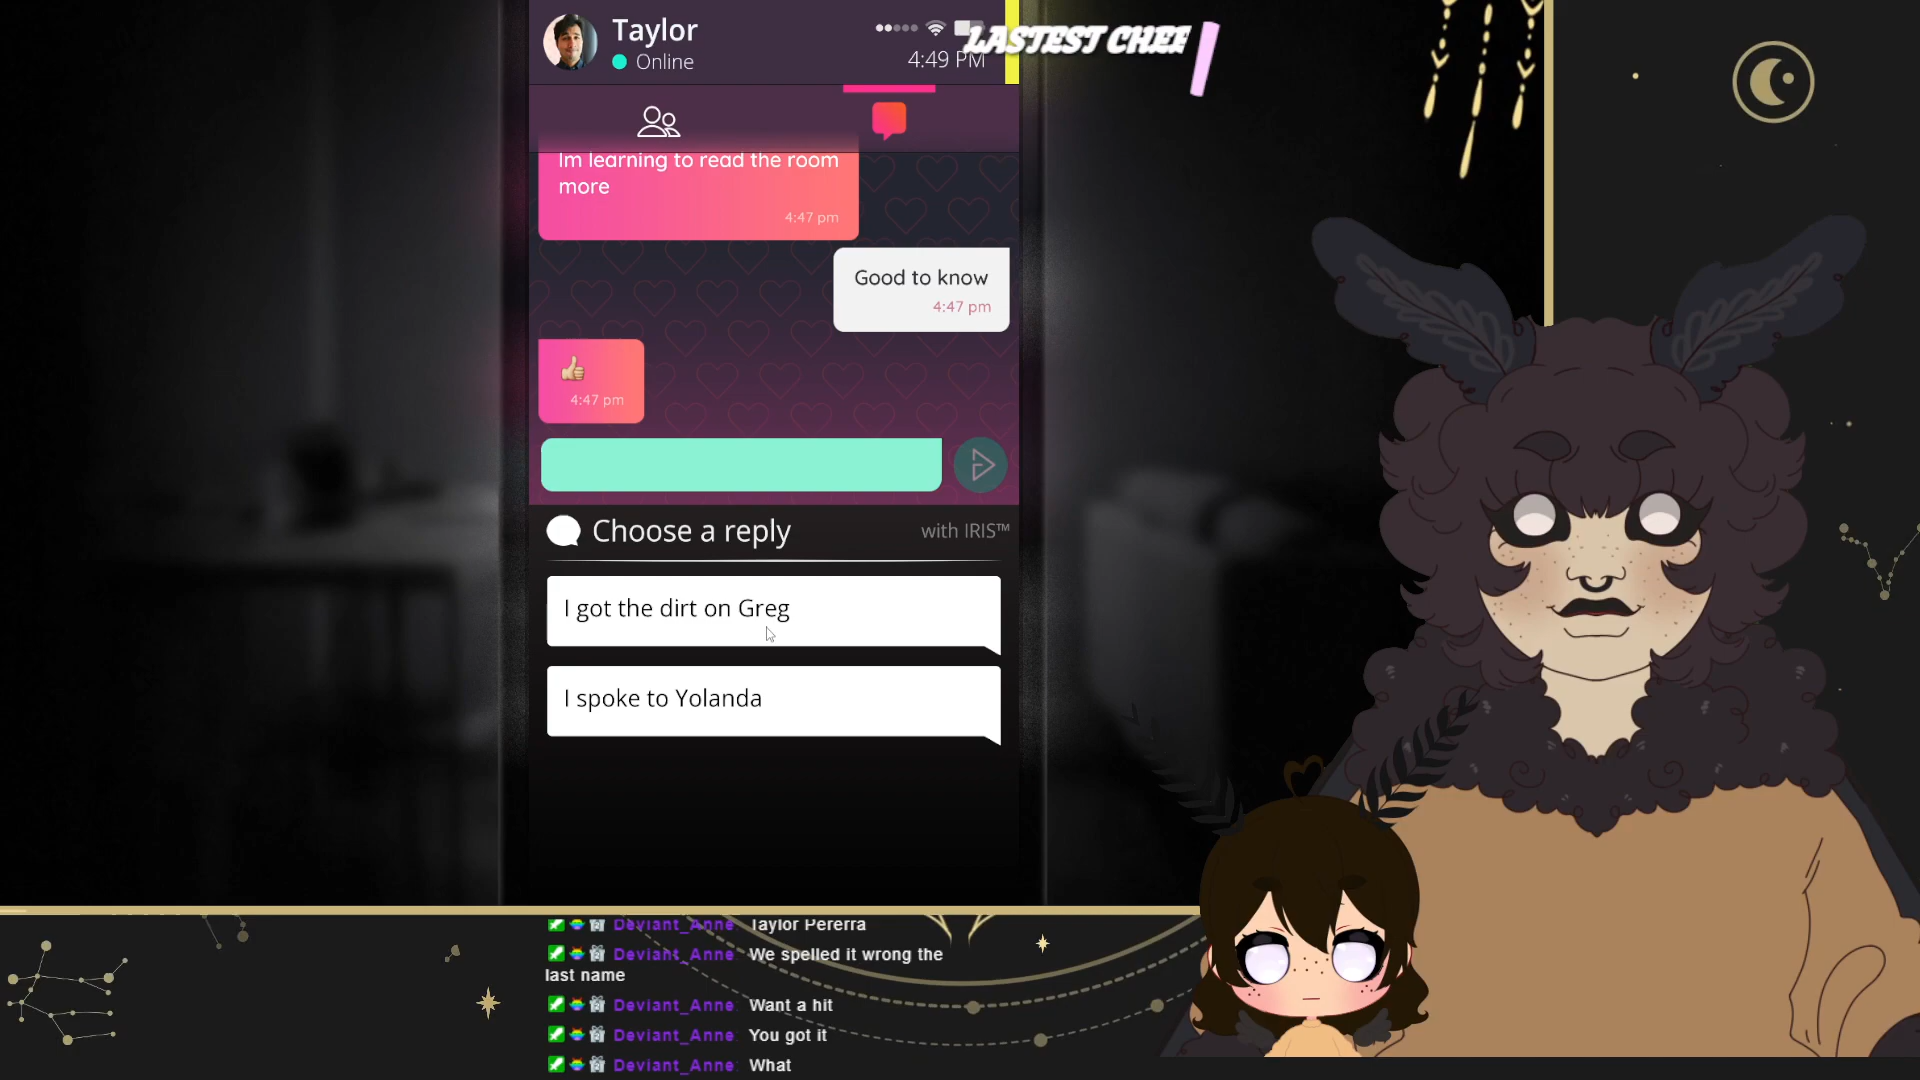 Taylor
Online
4:49 PM
LASTEST CHEE
Im learning to read the room
more
4:47 pm
Good to know
4:47 pm
👍🏼
4:47 pm
Choose a reply
with IRIS™
I got the dirt on Greg
I spoke to Yolanda
Deviant_Anne: Taylor Pererra
Deviant_Anne: We spelled it wrong the
last name
Deviant_Anne: Want a hit
Deviant_Anne: You got it
Deviant_Anne: What